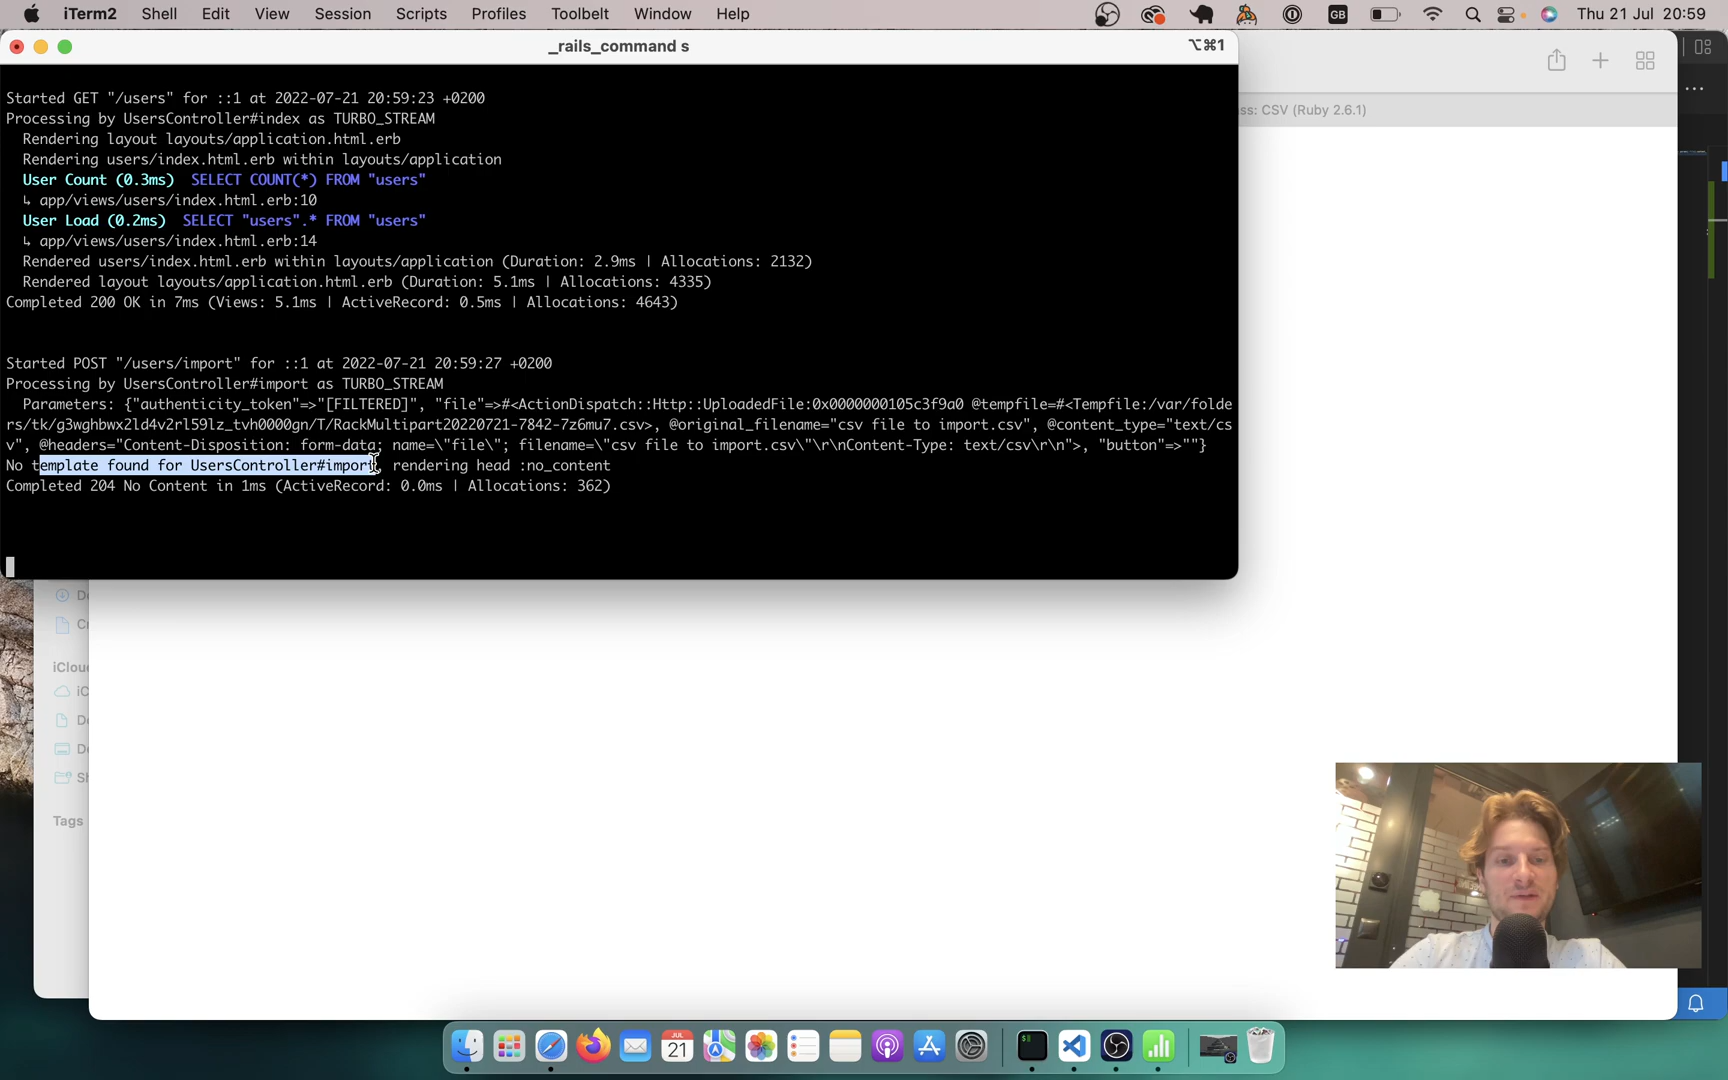 iTerm2 Shell Edit View Session Scripts Profiles Toolbelt Window Help GB Thu 21 Jul 20:59
_rails_command s ⌥⌘1
ss: CSV (Ruby 2.6.1)
Started GET "/users" for ::1 at 2022-07-21 20:59:23 +0200
Processing by UsersController#index as TURBO_STREAM
Rendering layout layouts/application.html.erb
Rendering users/index.html.erb within layouts/application
User Count (0.3ms) SELECT COUNT(*) FROM "users"
↳ app/views/users/index.html.erb:10
User Load (0.2ms) SELECT "users".* FROM "users"
↳ app/views/users/index.html.erb:14
Rendered users/index.html.erb within layouts/application (Duration: 2.9ms | Allocations: 2132)
Rendered layout layouts/application.html.erb (Duration: 5.1ms | Allocations: 4335)
Completed 200 OK in 7ms (Views: 5.1ms | ActiveRecord: 0.5ms | Allocations: 4643)
Started POST "/users/import" for ::1 at 2022-07-21 20:59:27 +0200
Processing by UsersController#import as TURBO_STREAM
Parameters: {"authenticity_token"=>"[FILTERED]", "file"=>#<ActionDispatch::Http::UploadedFile:0x0000000105c3f9a0 @tempfile=#<Tempfile:/var/folde
rs/tk/g3wghbwx2ld4v2rl59lz_tvh0000gn/T/RackMultipart20220721-7842-7z6mu7.csv>, @original_filename="csv file to import.csv", @content_type="text/cs
v", @headers="Content-Disposition: form-data; name=\"file\"; filename=\"csv file to import.csv\"\r\nContent-Type: text/csv\r\n">, "button"=>""}
No template found for UsersController#import, rendering head :no_content
Completed 204 No Content in 1ms (ActiveRecord: 0.0ms | Allocations: 362)
iClou
Tags
JUL
21